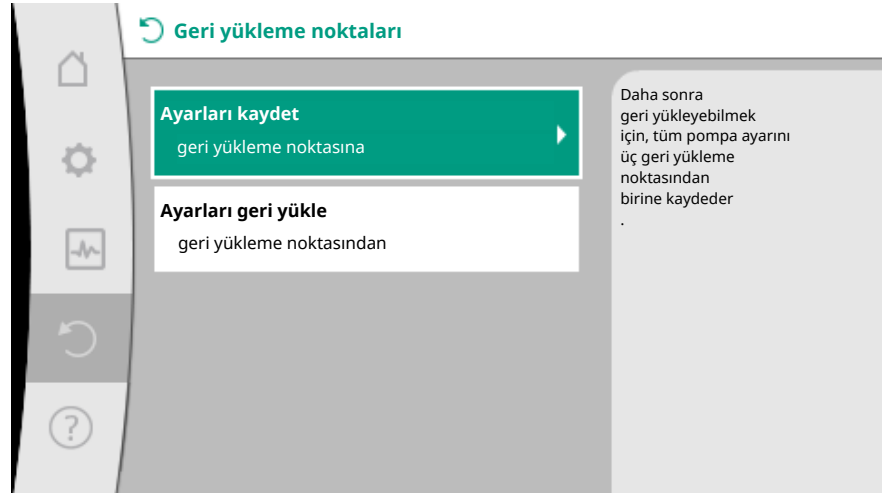 Geri yükleme noktaları
Ayarları kaydet
geri yükleme noktasına
Ayarları geri yükle
geri yükleme noktasından
Daha sonra
geri yükleyebilmek
için, tüm pompa ayarını
üç geri yükleme
noktasından
birine kaydeder
.